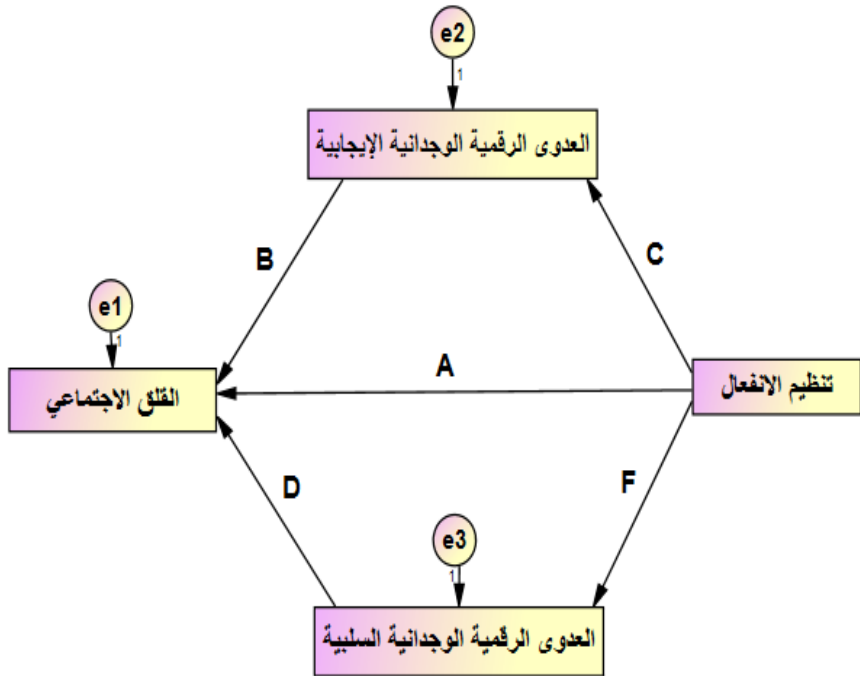 e2
1
العدوى الرقمية الوجدانية الإيجابية
B
C
e1
1
A
القلق الاجتماعي
تنظيم الانفعال
D
F
e3
1
العدوى الرقمية الوجدانية السلبية